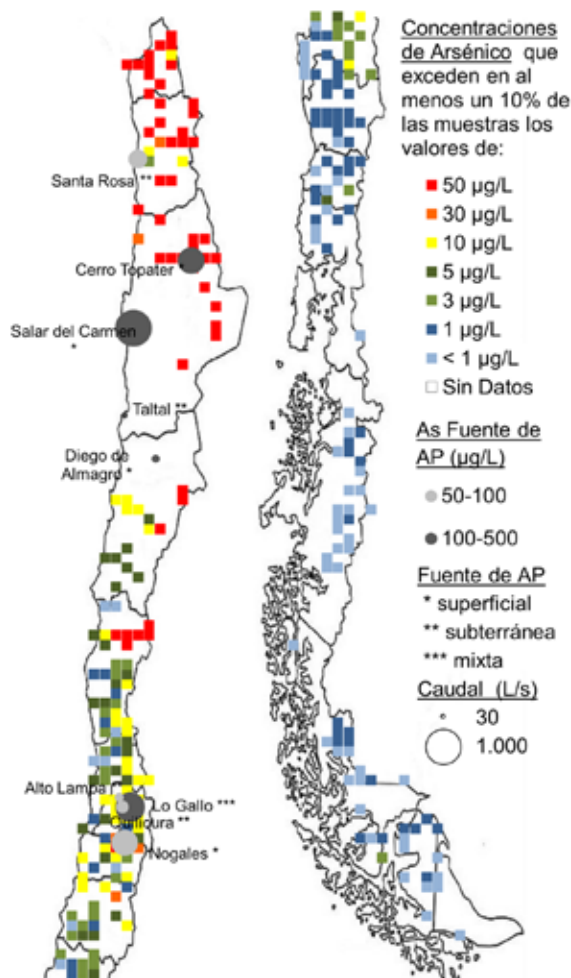 Concentraciones
de Arsénico que
exceden en al
menos un 10% de
las muestras los
valores de:
50 µg/L
30 µg/L
10 µg/L
5 µg/L
3 µg/L
1 µg/L
< 1 µg/L
Sin Datos
As Fuente de
AP (µg/L)
50-100
100-500
Fuente de AP
* superficial
** subterránea
*** mixta
Caudal (L/s)
30
1.000
Santa Rosa **
Cerro Topater *
Salar del Carmen
*
Taltal **
Diego de
Almagro *
Alto Lampa
Lo Gallo ***
Quilicura **
Nogales *